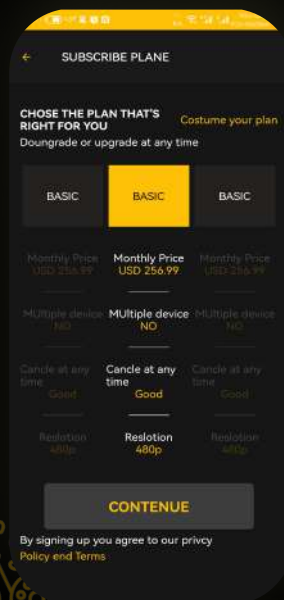 SUBSCRIBE PLANE
CHOSE THE PLAN THAT'S
RIGHT FOR YOU
Costume your plan
Doungrade or upgrade at any time
BASIC BASIC BASIC
Monthly Price Monthly Price Monthly Price
USD 256.99 USD 256.99 USD 256.99
MUltiple device MUltiple device MUltiple device
NO NO NO
Cancle at any Cancle at any Cancle at any
time time time
Good Good Good
Reslotion Reslotion Reslotion
480p 480p 480p
CONTENUE
By signing up you agree to our privcy
Policy end Terms